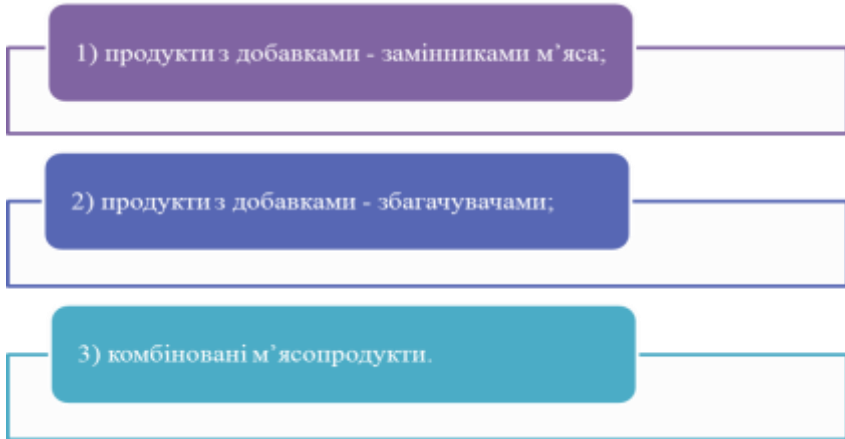 1) продукти з добавками - замінниками м’яса;
2) продукти з добавками - збагачувачами;
3) комбіновані м’ясопродукти.